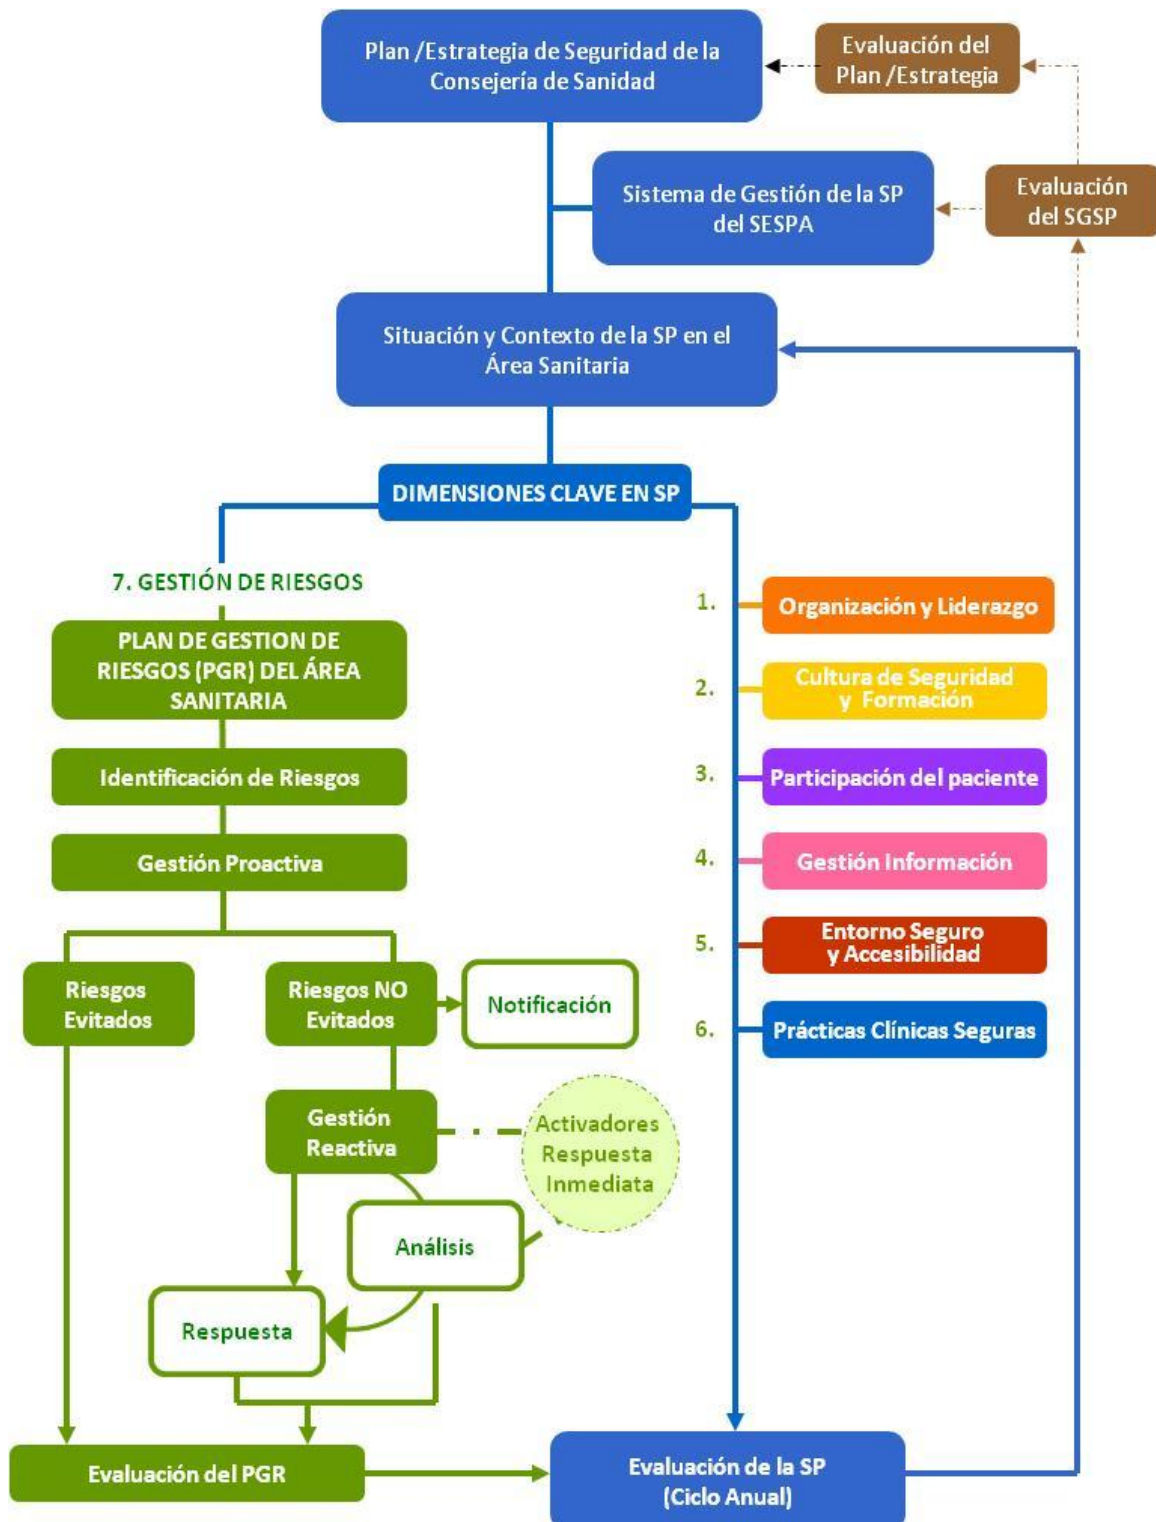 Plan /Estrategia de Seguridad de la
Consejería de Sanidad
Evaluación del
Plan /Estrategia
Sistema de Gestión de la SP
del SESPA
Evaluación
del SGSP
Situación y Contexto de la SP en el
Área Sanitaria
DIMENSIONES CLAVE EN SP
7. GESTIÓN DE RIESGOS
PLAN DE GESTION DE
RIESGOS (PGR) DEL ÁREA
SANITARIA
Identificación de Riesgos
Gestión Proactiva
Riesgos
Evitados
Riesgos NO
Evitados
Notificación
Gestión
Reactiva
Activadores
Respuesta
Inmediata
Análisis
Respuesta
Evaluación del PGR
1.
Organización y Liderazgo
2.
Cultura de Seguridad
y Formación
3.
Participación del paciente
4.
Gestión Información
5.
Entorno Seguro
y Accesibilidad
6.
Prácticas Clínicas Seguras
Evaluación de la SP
(Ciclo Anual)